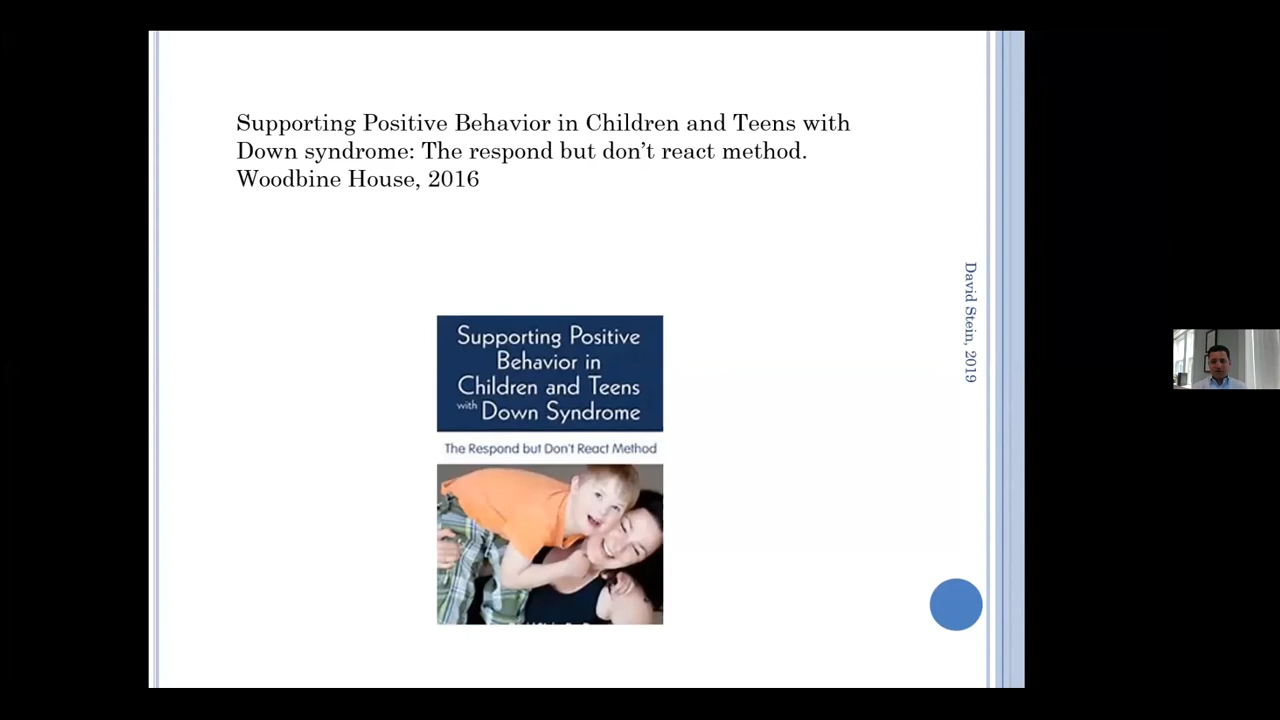 Supporting Positive Behavior in Children and Teens with
Down syndrome: The respond but don’t react method.
Woodbine House, 2016
David Stein, 2019
Supporting Positive
Behavior in
Children and Teens
with Down Syndrome
The Respond but Don't React Method